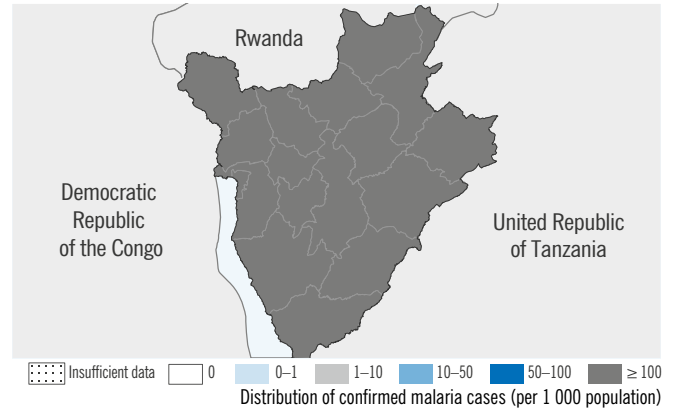 Rwanda
Democratic
Republic
of the Congo
United Republic
of Tanzania
Insufficient data 0 0–1 1–10 10–50 50–100 ≥ 100
Distribution of confirmed malaria cases (per 1 000 population)